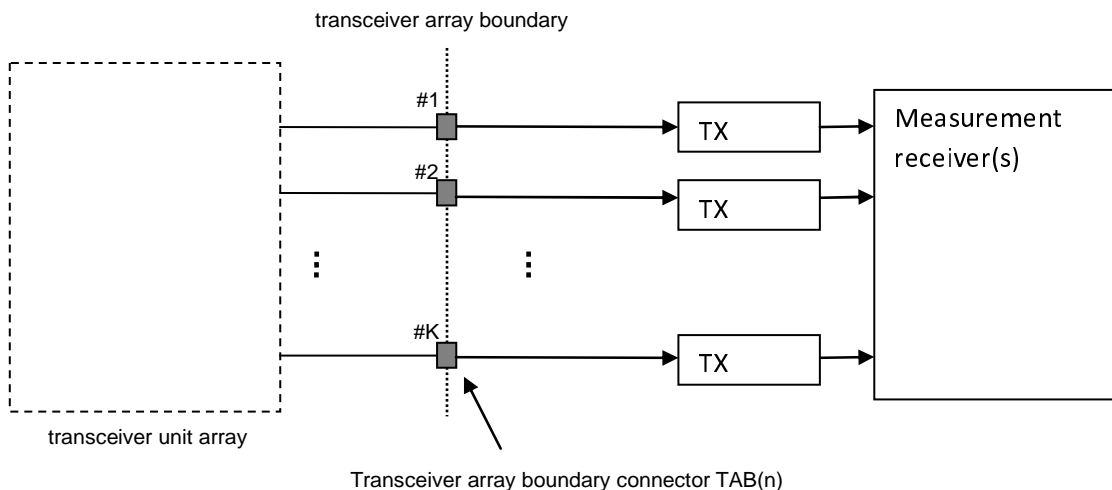 transceiver array boundary
#1
TX
Measurement
receiver(s)
#2
TX
#K
TX
transceiver unit array
Transceiver array boundary connector TAB(n)